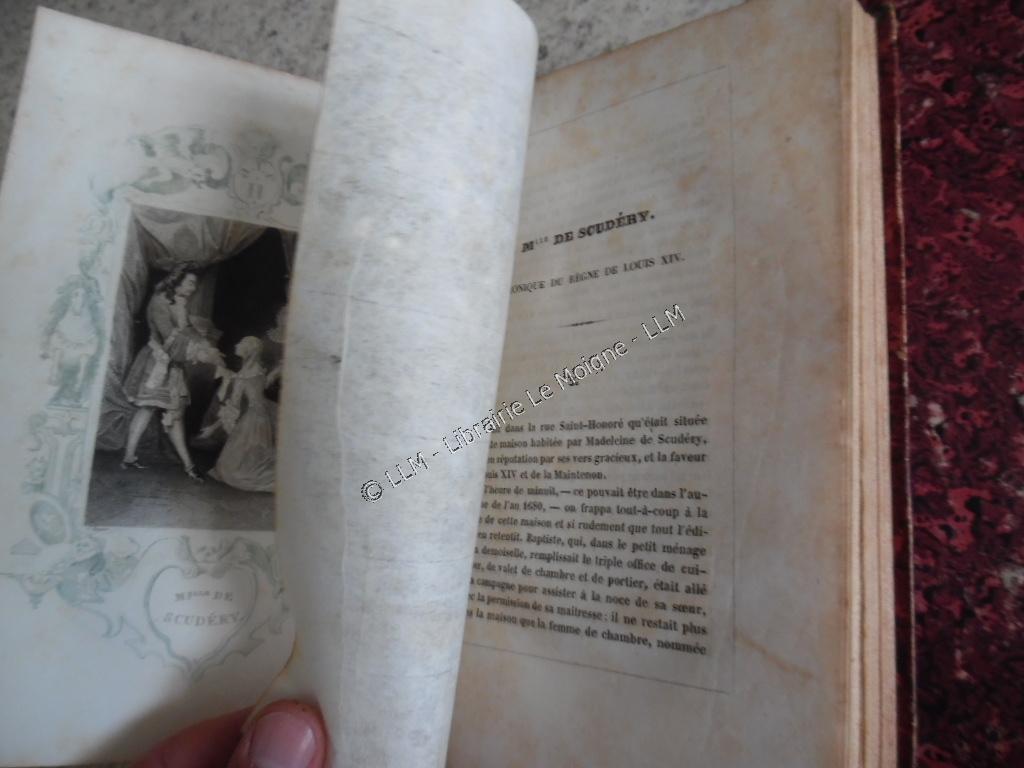 Mlle DE
SCUDÉRY.
Mlle DE SCUDÉRY.
ONIQUE DU RÈGNE DE LOUIS XIV.
© LLM - Librairie Le Moigne - LLM
dans la rue Saint-Honoré qu'était située
de maison habitée par Madeleine de Scudéry,
réputation par ses vers gracieux, et la faveur
uis XIV et de la Maintenon.
l'heure de minuit, — ce pouvait être dans l'au-
de l'an 1680, — on frappa tout-à-coup à la
de cette maison et si rudement que tout l'édi-
en retentit. Baptiste, qui, dans le petit ménage
demoiselle, remplissait le triple office de cui-
de valet de chambre et de portier, était allé
campagne pour assister à la noce de sa sœur,
la permission de sa maîtresse; il ne restait plus
la maison que la femme de chambre, nommée